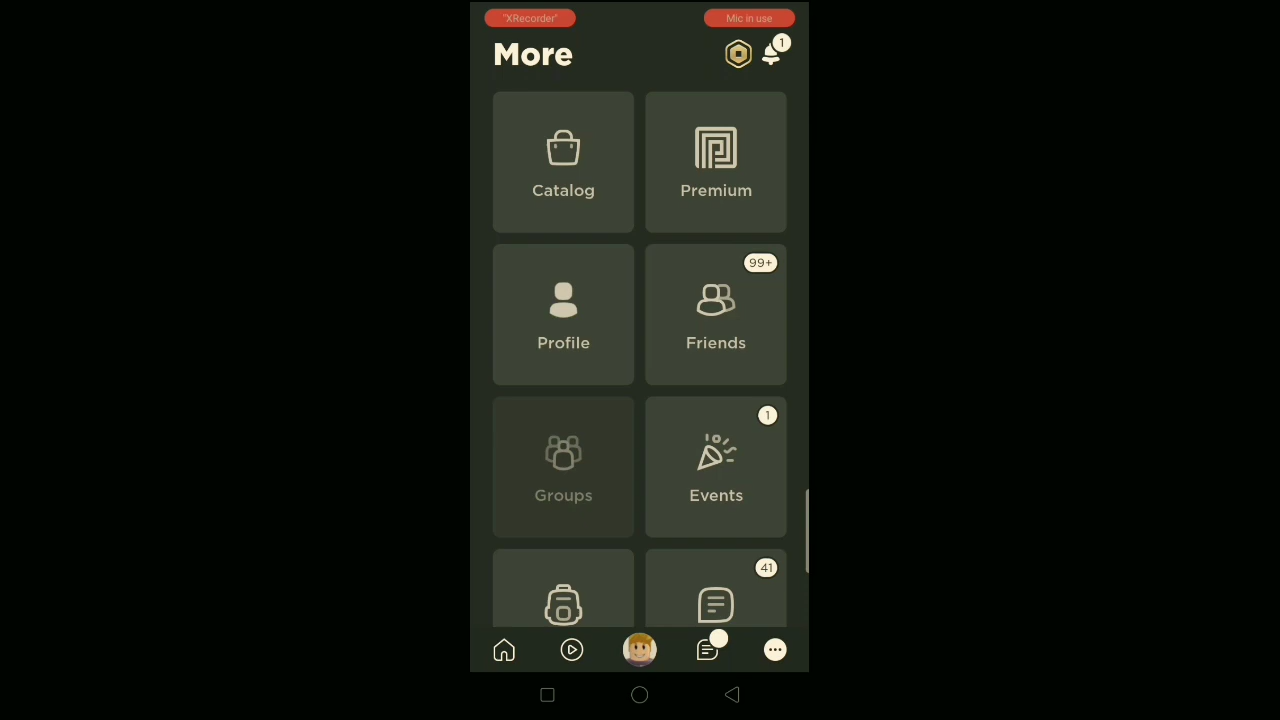 "XRecorder" Mic in use
More 1
Catalog Premium
99+
Profile Friends
1
Groups Events
41